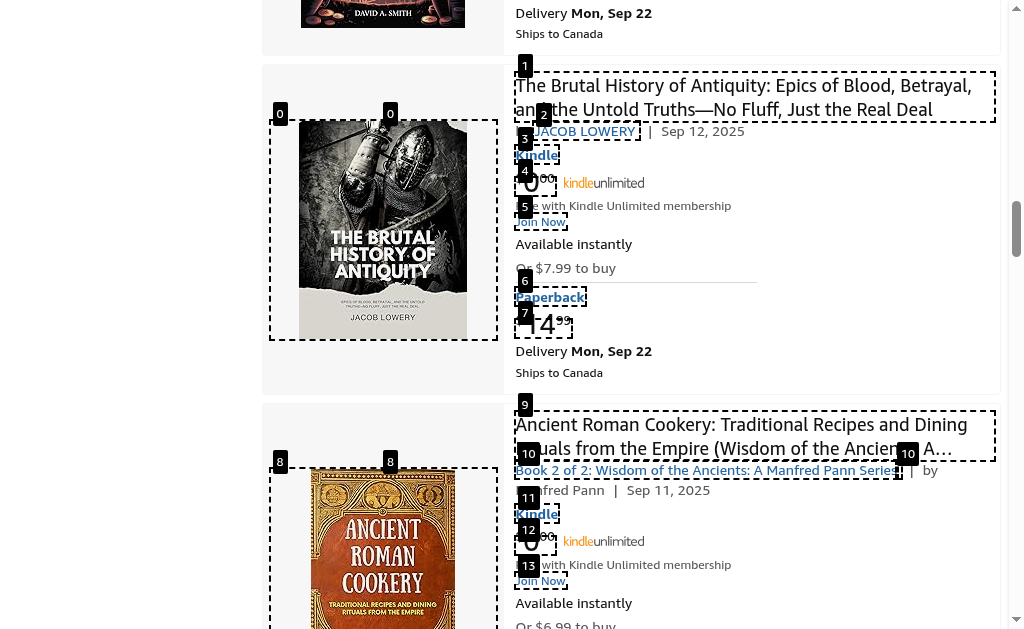 DAVID A. SMITH
Delivery Mon, Sep 22
Ships to Canada
1
The Brutal History of Antiquity: Epics of Blood, Betrayal,
the Untold Truths—No Fluff, Just the Real Deal
0
0
2
JACOB LOWERY | Sep 12, 2025
3
Kindle
4
0 00 kindleunlimited
5
with Kindle Unlimited membership
Join Now
Available instantly
Or $7.99 to buy
6
Paperback
7
14 99
Delivery Mon, Sep 22
Ships to Canada
THE BRUTAL
HISTORY OF
ANTIQUITY
EPICS OF BLOOD, BETRAYAL, AND THE UNTOLD
TRUTHS—NO FLUFF, JUST THE REAL DEAL
JACOB LOWERY
9
Ancient Roman Cookery: Traditional Recipes and Dining
from the Empire (Wisdom of the A…
8
8
10
10
Book 2 of 2: Wisdom of the Ancients: A Manfred Pann Series | by
Pann | Sep 11, 2025
11
Kindle
12
0 00 kindleunlimited
13
with Kindle Unlimited membership
Join Now
Available instantly
Or $6.99 to buy
ANCIENT
ROMAN
COOKERY
TRADITIONAL RECIPES AND DINING
RITUALS FROM THE EMPIRE